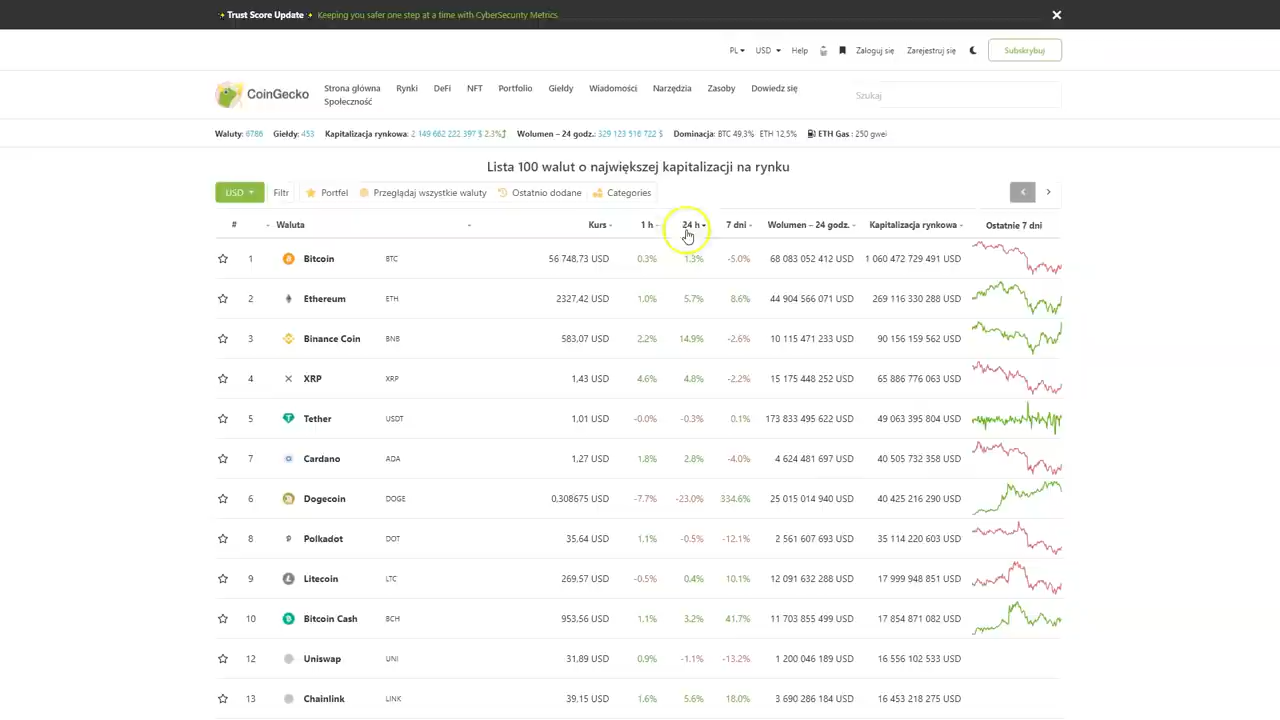 Trust Score Update Keeping you safer one step at a time with CyberSecurity Metrics.
PL USD Help Zaloguj się Zarejestruj się Subskrybuj
CoinGecko Strona główna Rynki DeFi NFT Portfolio Giełdy Wiadomości Narzędzia Zasoby Dowiedz się
Społeczność
Szukaj
Waluty: 6786 Giełdy: 453 Kapitalizacja rynkowa: 2 149 662 222 397 $ 2.3% Wolumen – 24 godz.: 329 123 516 722 $ Dominacja: BTC 49,3% ETH 12,5% ETH Gas : 250 gwei
Lista 100 walut o największej kapitalizacji na rynku
USD Filtr Portfel Przeglądaj wszystkie waluty Ostatnio dodane Categories
# Waluta Kurs 1 h 24 h 7 dni Wolumen – 24 godz. Kapitalizacja rynkowa Ostatnie 7 dni
1 Bitcoin BTC 56 748,73 USD 0.3% 1.3% -5.0% 68 083 052 412 USD 1 060 472 729 491 USD
2 Ethereum ETH 2327,42 USD 1.0% 5.7% 8.6% 44 904 566 071 USD 269 116 330 288 USD
3 Binance Coin BNB 583,07 USD 2.2% 14.9% -2.6% 10 115 471 233 USD 90 156 159 562 USD
4 XRP XRP 1,43 USD 4.6% 4.8% -2.2% 15 175 448 252 USD 65 886 776 063 USD
5 Tether USDT 1,01 USD -0.0% -0.3% 0.1% 173 833 495 622 USD 49 063 395 804 USD
7 Cardano ADA 1,27 USD 1.8% 2.8% -4.0% 4 624 481 697 USD 40 505 732 358 USD
6 Dogecoin DOGE 0,308675 USD -7.7% -23.0% 334.6% 25 015 014 940 USD 40 425 216 290 USD
8 Polkadot DOT 35,64 USD 1.1% -0.5% -12.1% 2 561 607 693 USD 35 114 220 603 USD
9 Litecoin LTC 269,57 USD -0.5% 0,4% 10.1% 12 091 632 288 USD 17 999 948 851 USD
10 Bitcoin Cash BCH 953,56 USD 1.1% 3.2% 41.7% 11 703 855 499 USD 17 854 871 082 USD
12 Uniswap UNI 31,89 USD 0.9% -1.1% -13.2% 1 200 046 189 USD 16 556 102 533 USD
13 Chainlink LINK 39,15 USD 1.6% 5.6% 18.0% 3 690 286 184 USD 16 453 218 275 USD